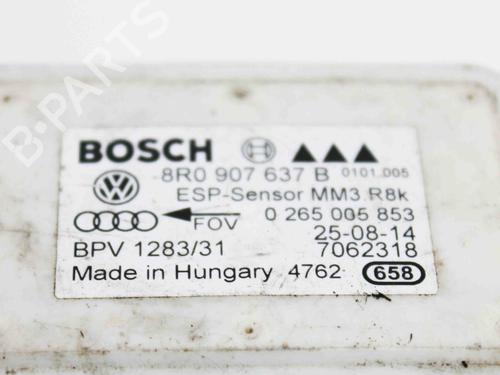 B-PARTS
BOSCH
8R0 907 637 B 0101.005
ESP-Sensor MM3 R8k
FOV 0 265 005 853
25-08-14
BPV 1283/31 7062318
Made in Hungary 4762 658